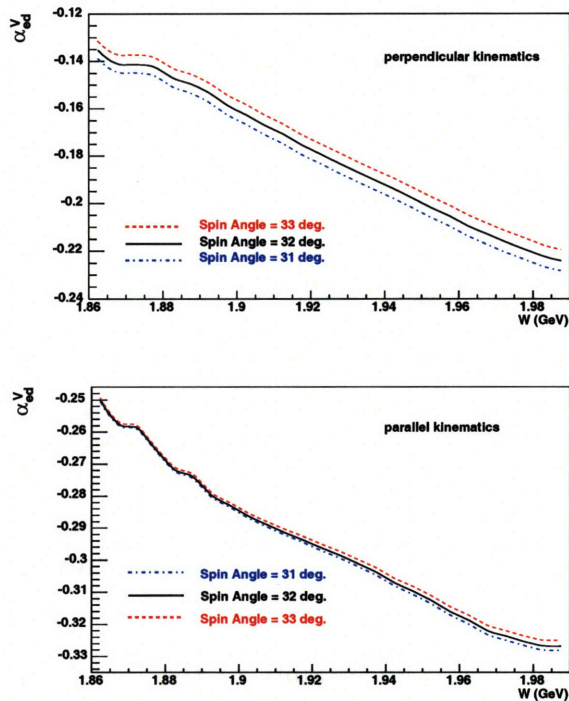 α^V_ed
-0.12
-0.14
-0.16
-0.18
-0.2
-0.22
-0.24
perpendicular kinematics
Spin Angle = 33 deg.
Spin Angle = 32 deg.
Spin Angle = 31 deg.
1.86 1.88 1.9 1.92 1.94 1.96 1.98
W (GeV)
α^V_ed
-0.25
-0.26
-0.27
-0.28
-0.29
-0.3
-0.31
-0.32
-0.33
parallel kinematics
Spin Angle = 31 deg.
Spin Angle = 32 deg.
Spin Angle = 33 deg.
1.86 1.88 1.9 1.92 1.94 1.96 1.98
W (GeV)